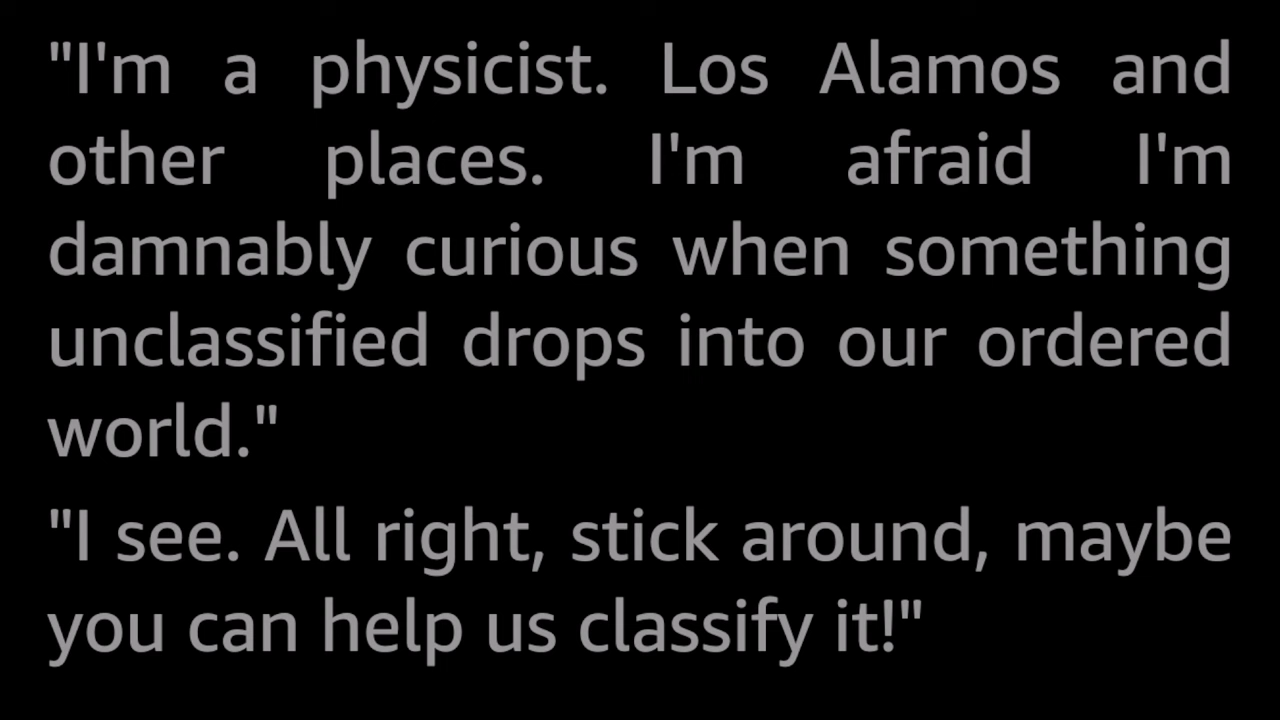 "I'm a physicist. Los Alamos and
other places. I'm afraid I'm
damnably curious when something
unclassified drops into our ordered
world."
"I see. All right, stick around, maybe
you can help us classify it!"